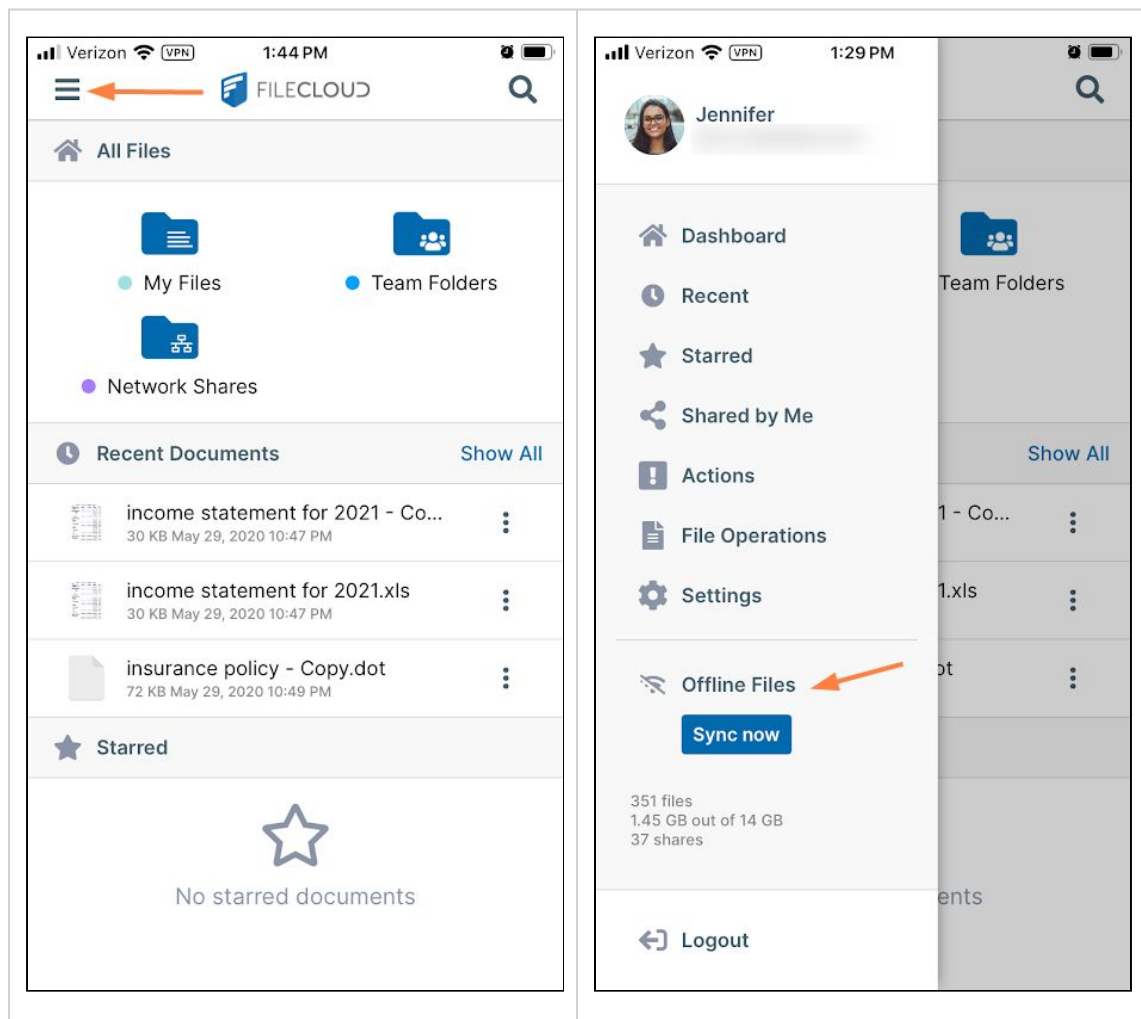 Verizon VPN 1:44 PM
FILECLOUD
All Files
My Files
Team Folders
Network Shares
Recent Documents Show All
income statement for 2021 - Co...
30 KB May 29, 2020 10:47 PM
income statement for 2021.xls
30 KB May 29, 2020 10:47 PM
insurance policy - Copy.dot
72 KB May 29, 2020 10:49 PM
Starred
No starred documents
Verizon VPN 1:29 PM
Jennifer
Dashboard
Recent
Starred
Shared by Me
Actions
File Operations
Settings
Offline Files
Sync now
351 files
1.45 GB out of 14 GB
37 shares
Logout
Team Folders
Show All
1 - Co...
1.xls
ot
ents